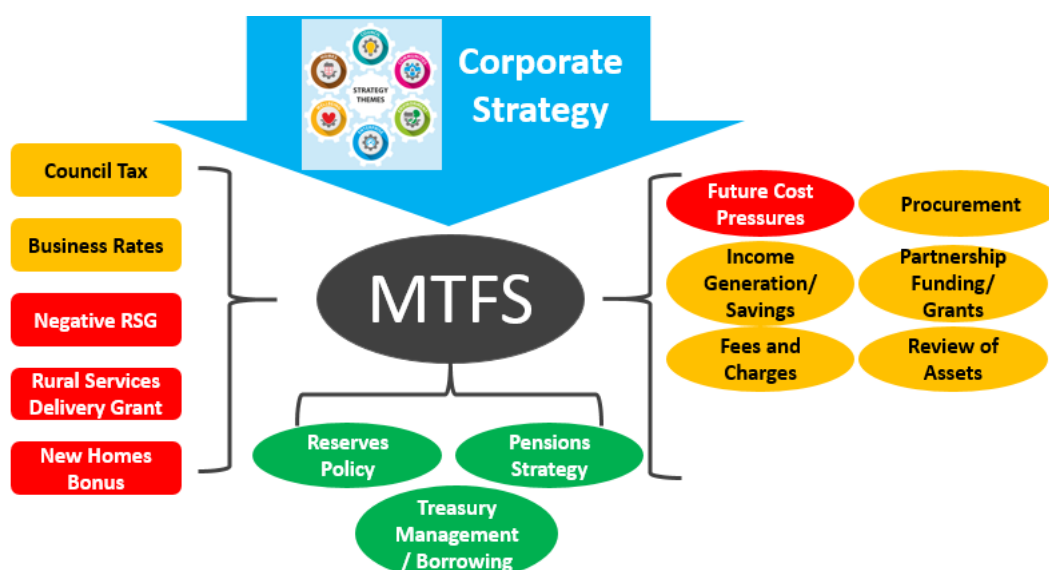 Corporate
Strategy
STRATEGY
THEMES
Council Tax
Business Rates
Negative RSG
Rural Services
Delivery Grant
New Homes
Bonus
MTFS
Future Cost
Pressures
Procurement
Income
Generation/
Savings
Partnership
Funding/
Grants
Fees and
Charges
Review of
Assets
Reserves
Policy
Pensions
Strategy
Treasury
Management
/ Borrowing